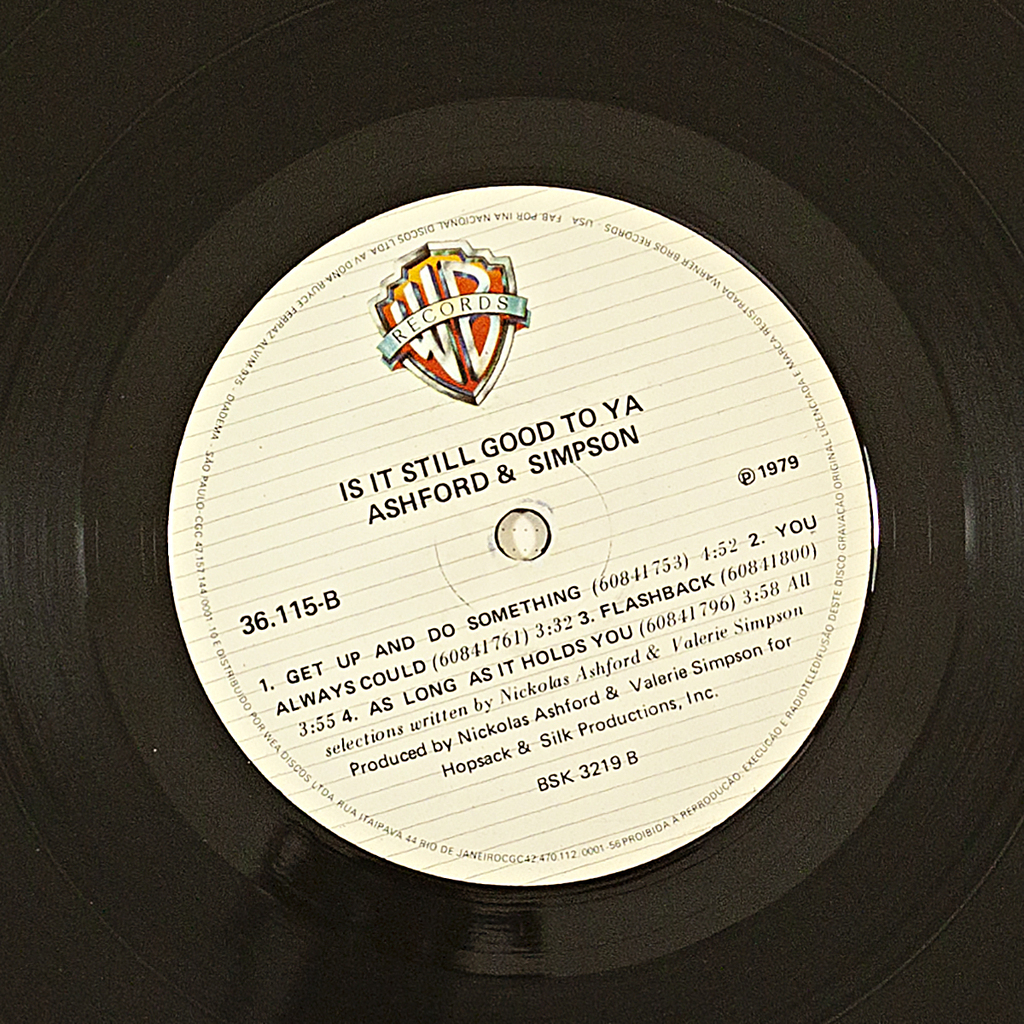 WB
RECORDS
IS IT STILL GOOD TO YA
ASHFORD & SIMPSON
℗ 1979
36.115-B
1. GET UP AND DO SOMETHING (60841753) 4:52 2. YOU
ALWAYS COULD (60841761) 3:32 3. FLASHBACK (60841800)
3:55 4. AS LONG AS IT HOLDS YOU (60841796) 3:58 All
selections written by Nickolas Ashford & Valerie Simpson
Produced by Nickolas Ashford & Valerie Simpson for
Hopsack & Silk Productions, Inc.
BSK 3219 B
FAB. POR INA NACIONAL DISCOS LTDA AV DONA RUYCE FERRAZ ALVIM 075 - DIADEMA - SÃO PAULO - CGC 47.157.144/0001-10 E DISTRIBUIDO POR WEA DISCOS LTDA RUA ITAIPAVA 44 RIO DE JANEIRO CGC 42.470.112/0001-56 PROIBIDA A REPRODUÇÃO. EXECUÇÃO E RADIOTELEDIFUSÃO DESTE DISCO GRAVAÇÃO ORIGINAL LICENCIADA E MARCA REGISTRADA WARNER BROS RECORDS - USA